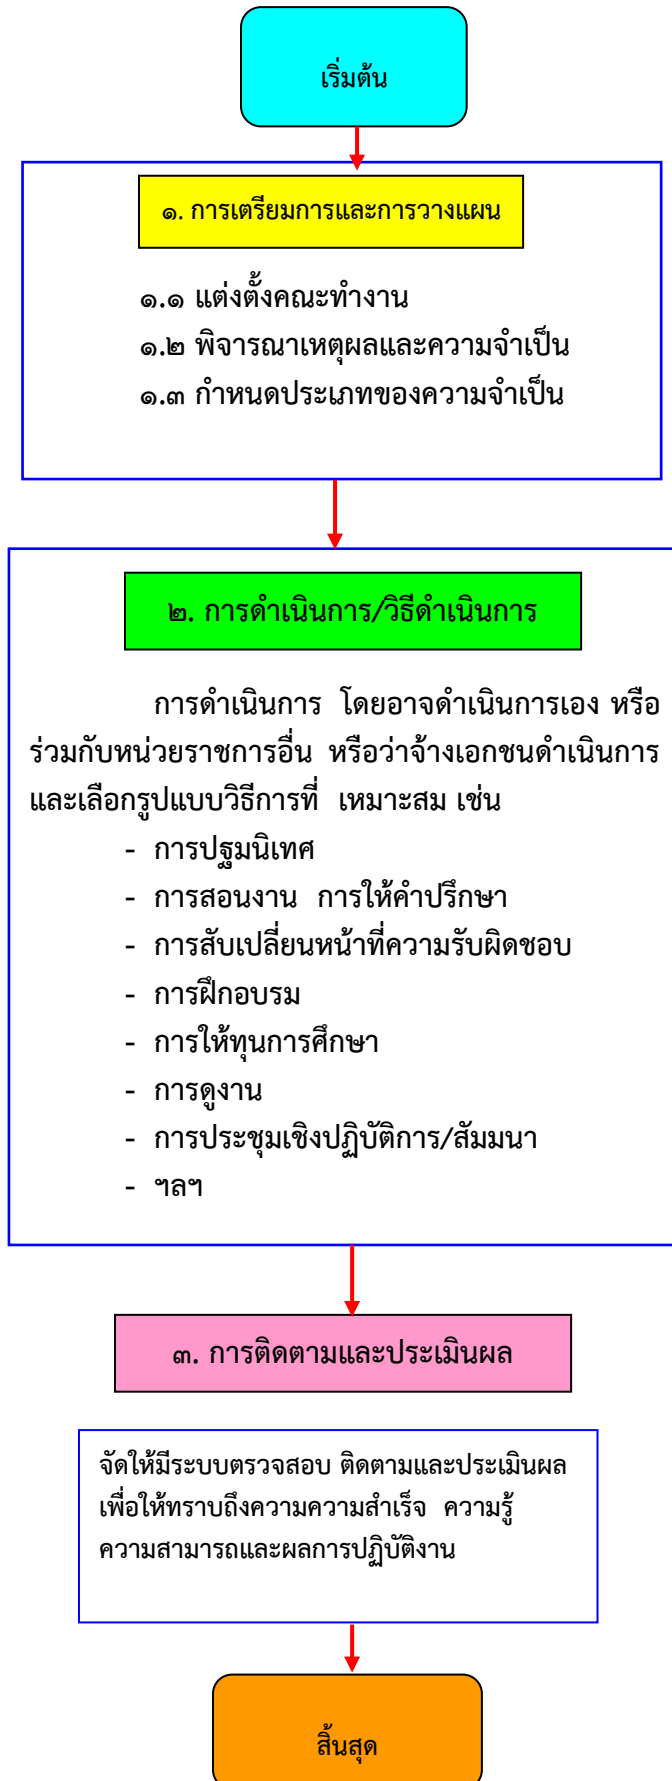 เริ่มต้น
๑. การเตรียมการและการวางแผน
๑.๑ แต่งตั้งคณะทำงาน
๑.๒ พิจารณาเหตุผลและความจำเป็น
๑.๓ กำหนดประเภทของความจำเป็น
๒. การดำเนินการ/วิธีดำเนินการ
การดำเนินการ โดยอาจดำเนินการเอง หรือ
ร่วมกับหน่วยราชการอื่น หรือว่าจ้างเอกชนดำเนินการ
และเลือกรูปแบบวิธีการที่ เหมาะสม เช่น
- การปฐมนิเทศ
- การสอนงาน การให้คำปรึกษา
- การสับเปลี่ยนหน้าที่ความรับผิดชอบ
- การฝึกอบรม
- การให้ทุนการศึกษา
- การดูงาน
- การประชุมเชิงปฏิบัติการ/สัมมนา
- ฯลฯ
๓. การติดตามและประเมินผล
จัดให้มีระบบตรวจสอบ ติดตามและประเมินผล
เพื่อให้ทราบถึงความความสำเร็จ ความรู้
ความสามารถและผลการปฏิบัติงาน
สิ้นสุด